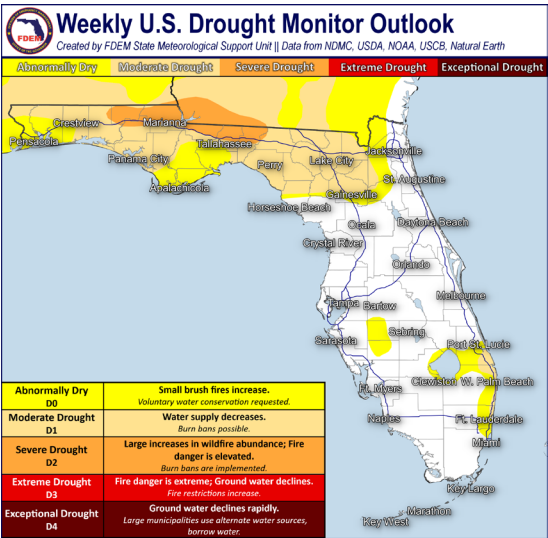 Weekly U.S. Drought Monitor Outlook
Created by FDEM State Meteorological Support Unit || Data from NDMC, USDA, NOAA, USCB, Natural Earth
FDEM
Abnormally Dry Moderate Drought Severe Drought Extreme Drought Exceptional Drought
Crestview
Marianna
Pensacola
Tallahassee
Jacksonville
Panama City
Perry
Lake City
St. Augustine
Apalachicola
Gainesville
Horseshoe Beach
Ocala
Daytona Beach
Crystal River
Orlando
Melbourne
Tampa
Bartow
Sebring
Sarasota
Port St. Lucie
Clewiston
W. Palm Beach
Ft. Myers
Naples
Ft. Lauderdale
Miami
Key Largo
Marathon
Key West
Abnormally Dry
D0
Small brush fires increase.
Voluntary water conservation requested.
Moderate Drought
D1
Water supply decreases.
Burn bans possible.
Severe Drought
D2
Large increases in wildfire abundance; Fire
danger is elevated.
Burn bans are implemented.
Extreme Drought
D3
Fire danger is extreme; Ground water declines.
Fire restrictions increase.
Exceptional Drought
D4
Ground water declines rapidly.
Large municipalities use alternate water sources,
borrow water.